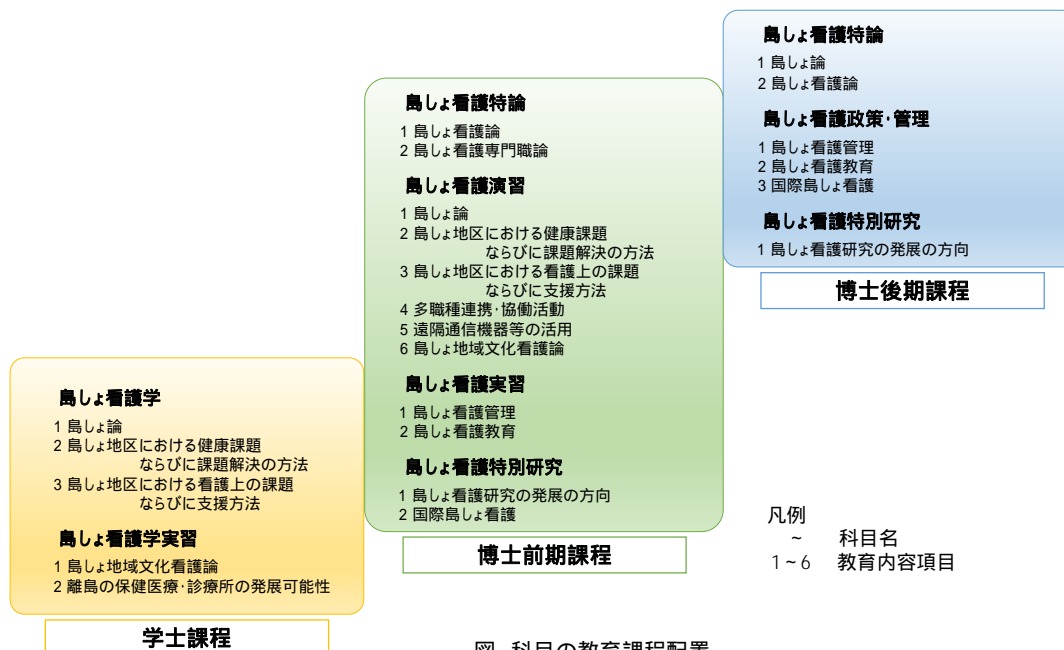 島しょ看護学
1 島しょ論
2 島しょ地区における健康課題
ならびに課題解決の方法
3 島しょ地区における看護上の課題
ならびに支援方法
島しょ看護学実習
1 島しょ地域文化看護論
2 離島の保健医療・診療所の発展可能性
学士課程
島しょ看護特論
1 島しょ看護論
2 島しょ看護専門職論
島しょ看護演習
1 島しょ論
2 島しょ地区における健康課題
ならびに課題解決の方法
3 島しょ地区における看護上の課題
ならびに支援方法
4 多職種連携・協働活動
5 遠隔通信機器等の活用
6 島しょ地域文化看護論
島しょ看護実習
1 島しょ看護管理
2 島しょ看護教育
島しょ看護特別研究
1 島しょ看護研究の発展の方向
2 国際島しょ看護
博士前期課程
島しょ看護特論
1 島しょ論
2 島しょ看護論
島しょ看護政策・管理
1 島しょ看護管理
2 島しょ看護教育
3 国際島しょ看護
島しょ看護特別研究
1 島しょ看護研究の発展の方向
博士後期課程
凡例
~ 科目名
1~6 教育内容項目
図 科目の教育課程配置